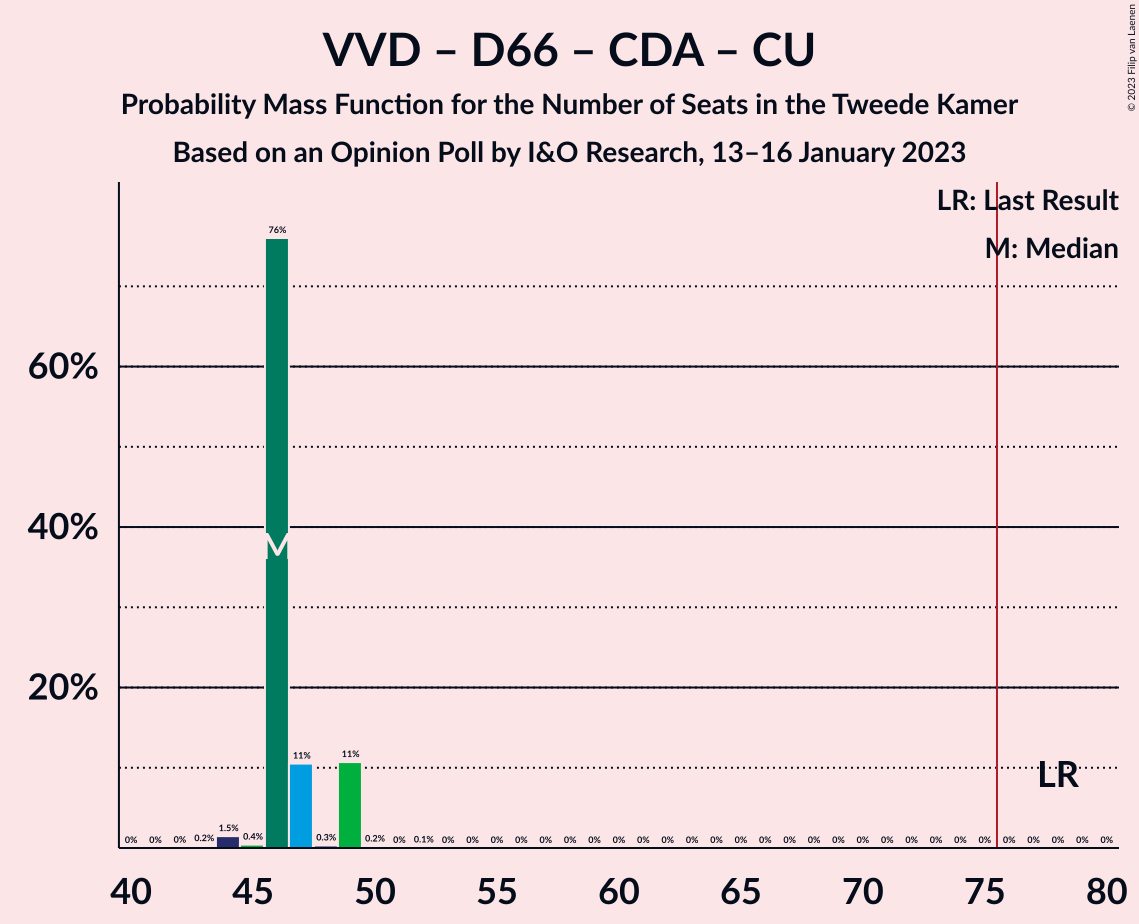 VVD – D66 – CDA – CU
Probability Mass Function for the Number of Seats in the Tweede Kamer
Based on an Opinion Poll by I&O Research, 13–16 January 2023
© 2023 Filip van Laenen
LR: Last Result
M: Median
60%
40%
20%
0% 0% 0% 0.2% 1.5% 0.4% 76% 11% 0.3% 11% 0.2% 0% 0.1% 0% 0% 0% 0% 0% 0% 0% 0% 0% 0% 0% 0% 0% 0% 0% 0% 0% 0% 0% 0% 0% 0% 0% 0% 0% 0% 0% 0%
M
LR
40 45 50 55 60 65 70 75 80